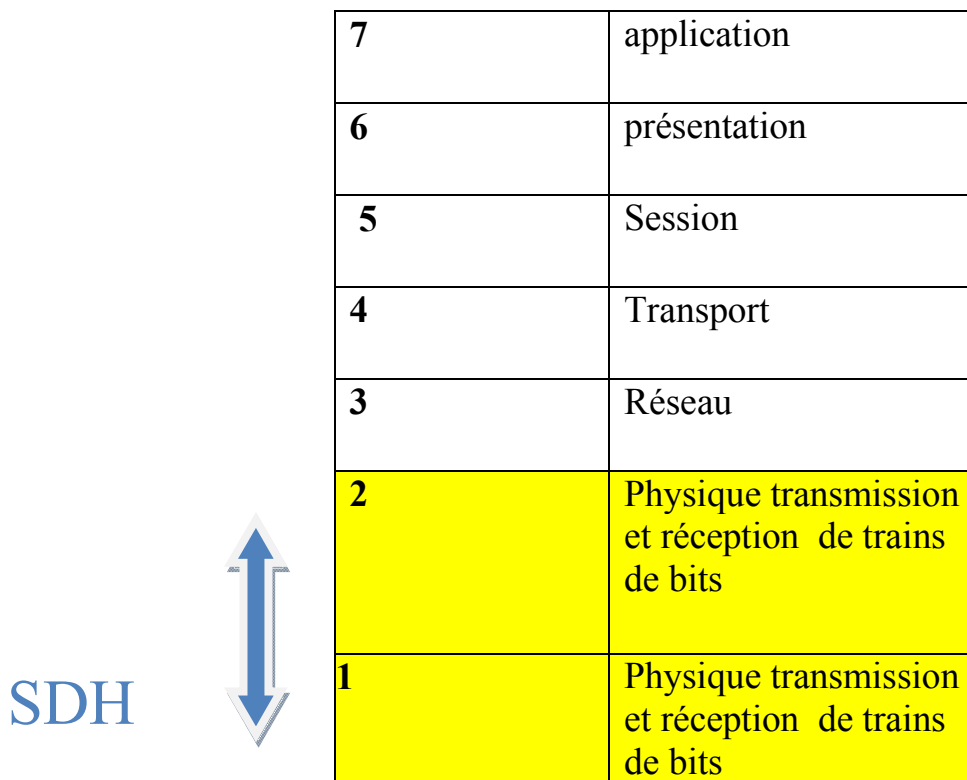 7 application
6 présentation
5 Session
4 Transport
3 Réseau
2 Physique transmission
et réception de trains
de bits
SDH
1 Physique transmission
et réception de trains
de bits